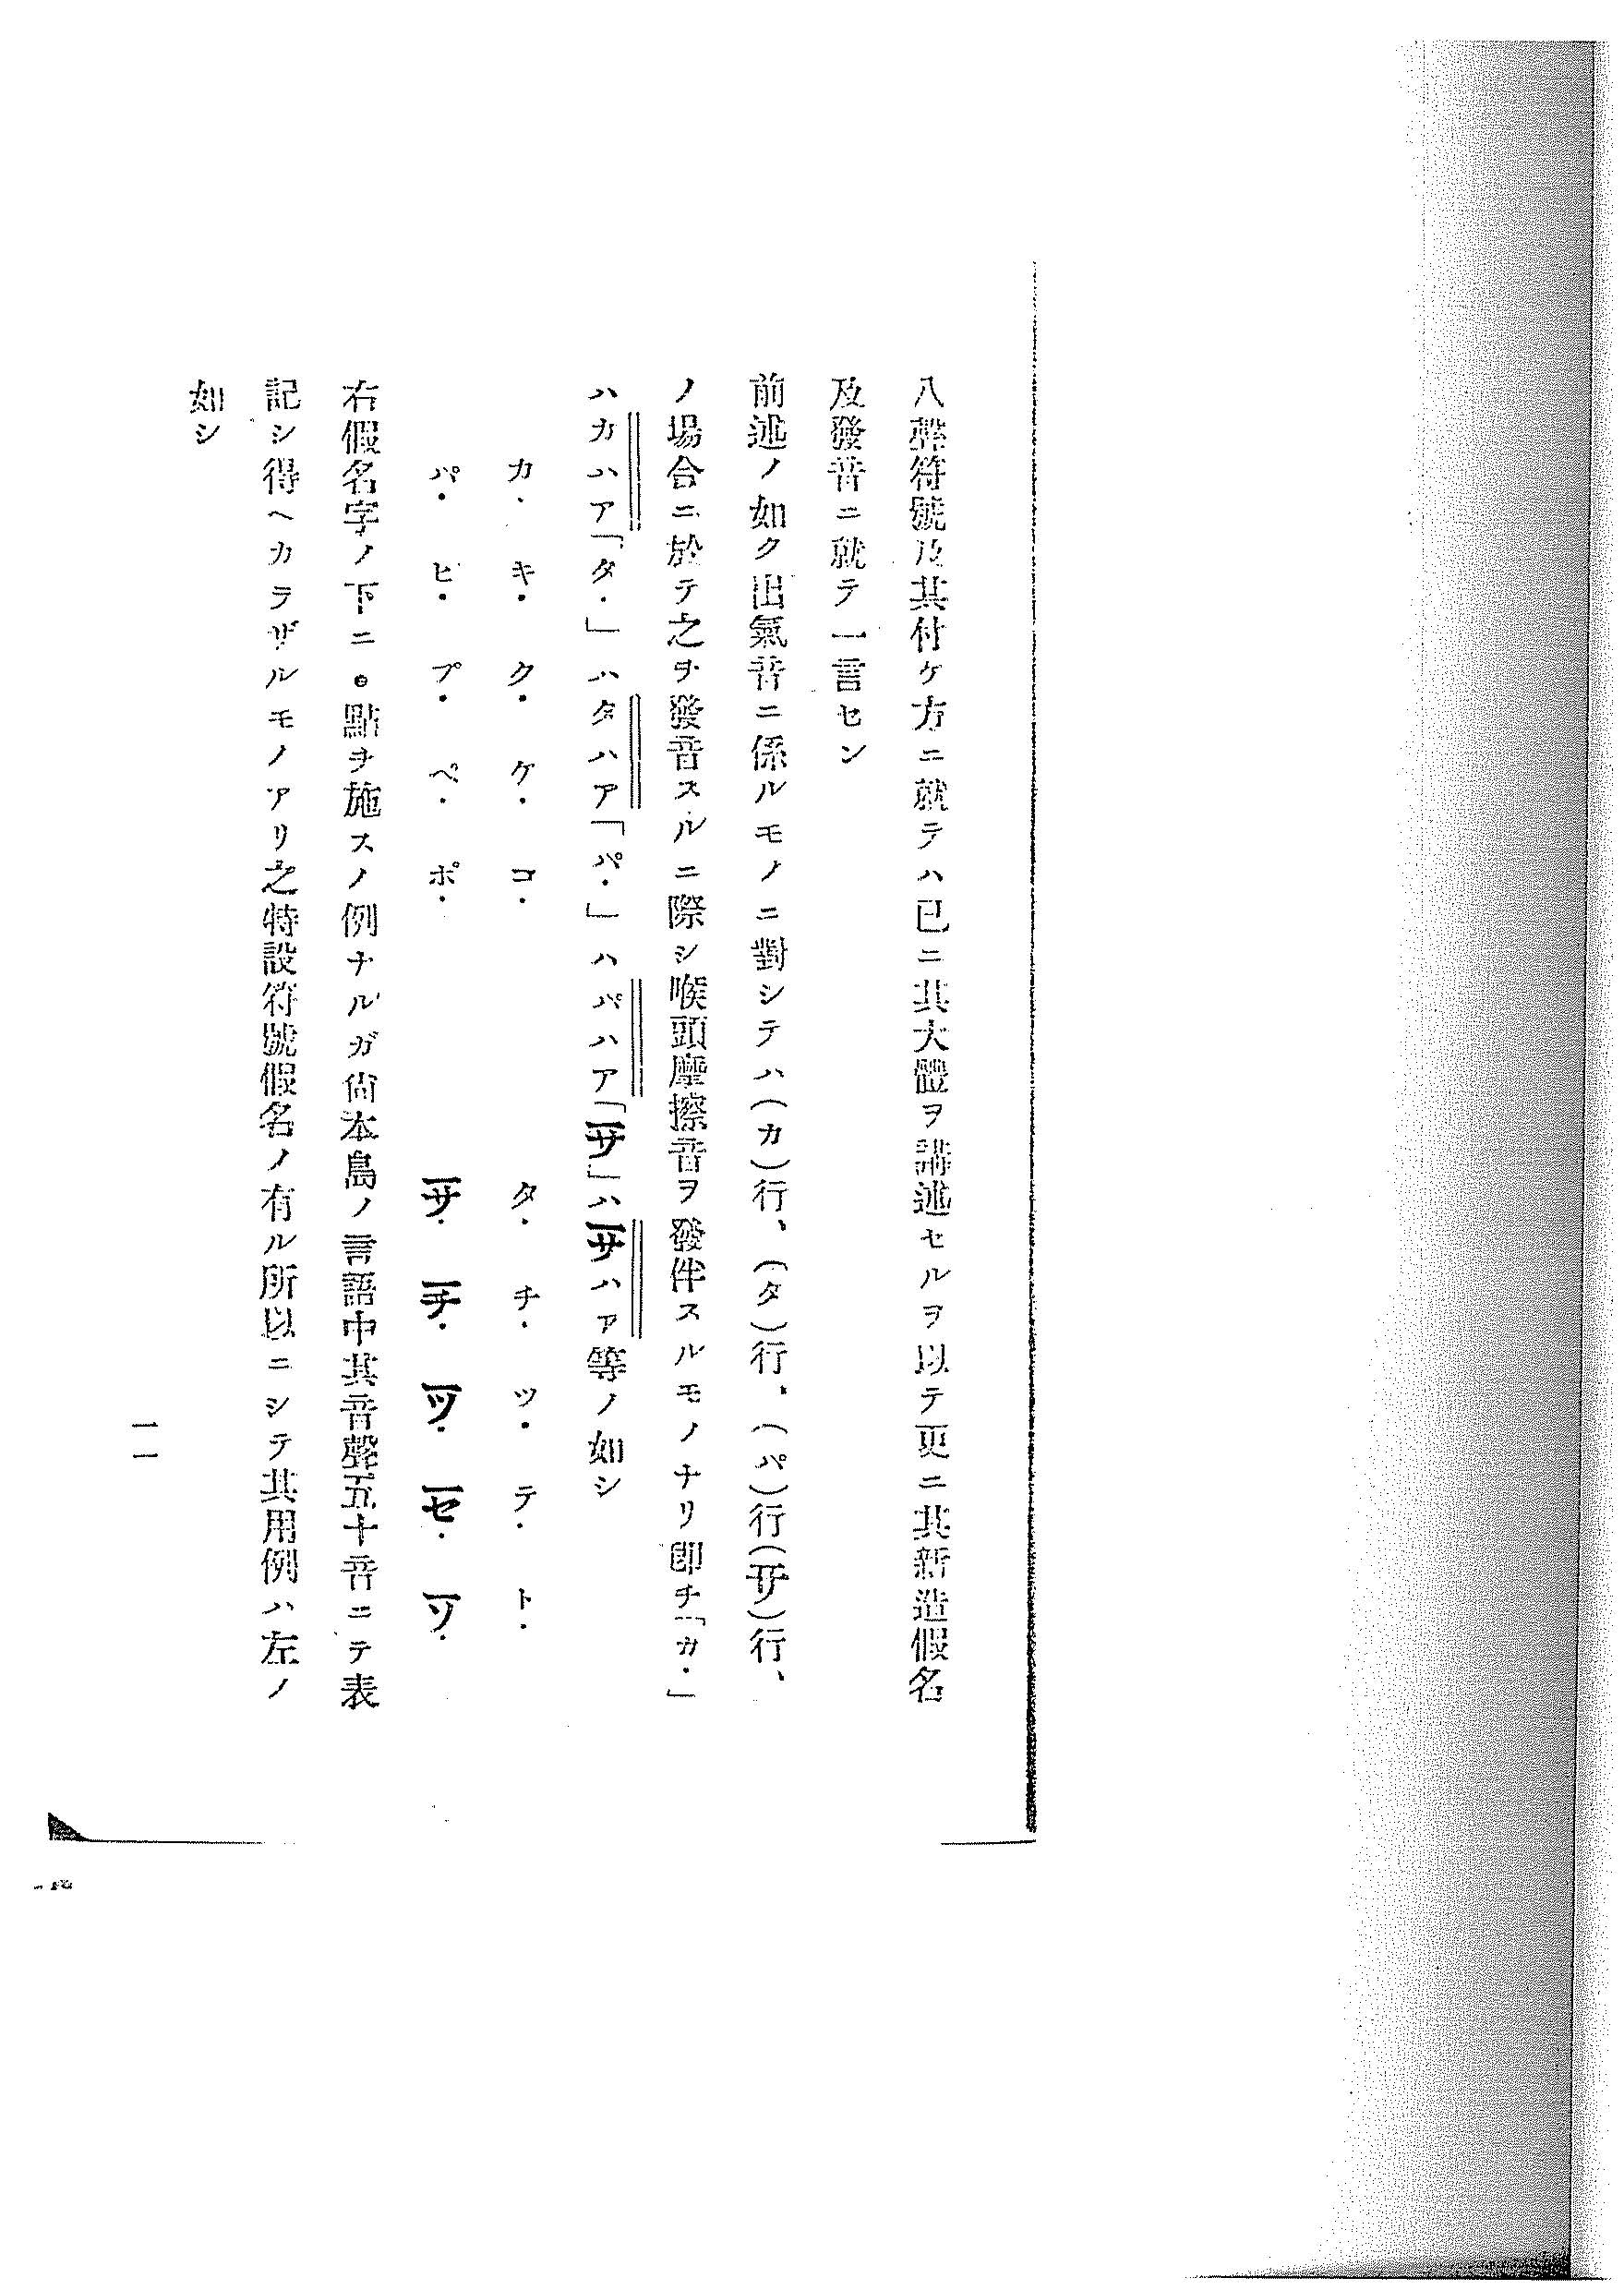 八聲符號及其付ケ方ニ就テハ已ニ其大體ヲ講述セルヲ以テ更ニ其新造假名
及發音ニ就テ一言セン
前述ノ如ク出氣音ニ係ルモノニ對シテハ(カ)行、(タ)行、(パ)行(サ̅)行、
ノ場合ニ於テ之ヲ發音スルニ際シ喉頭摩擦音ヲ發伴スルモノナリ卽チ「カ.」
ハカハア「タ.」ハタハア「パ.」ハパハア「サ̅」ハサ̅ハァ等ノ如シ
カ. キ. ク. ケ. コ. タ. チ. ツ. テ. ト.
パ. ピ. プ. ペ. ポ. サ̅. チ̅. ツ̅. セ̅. ソ̅.
右假名字ノ下ニ。點ヲ施スノ例ナルガ尙本島ノ言語中其音聲五十音ニテ表
記シ得ヘカラザルモノアリ之特設符號假名ノ有ル所以ニシテ其用例ハ左ノ
如シ
一一